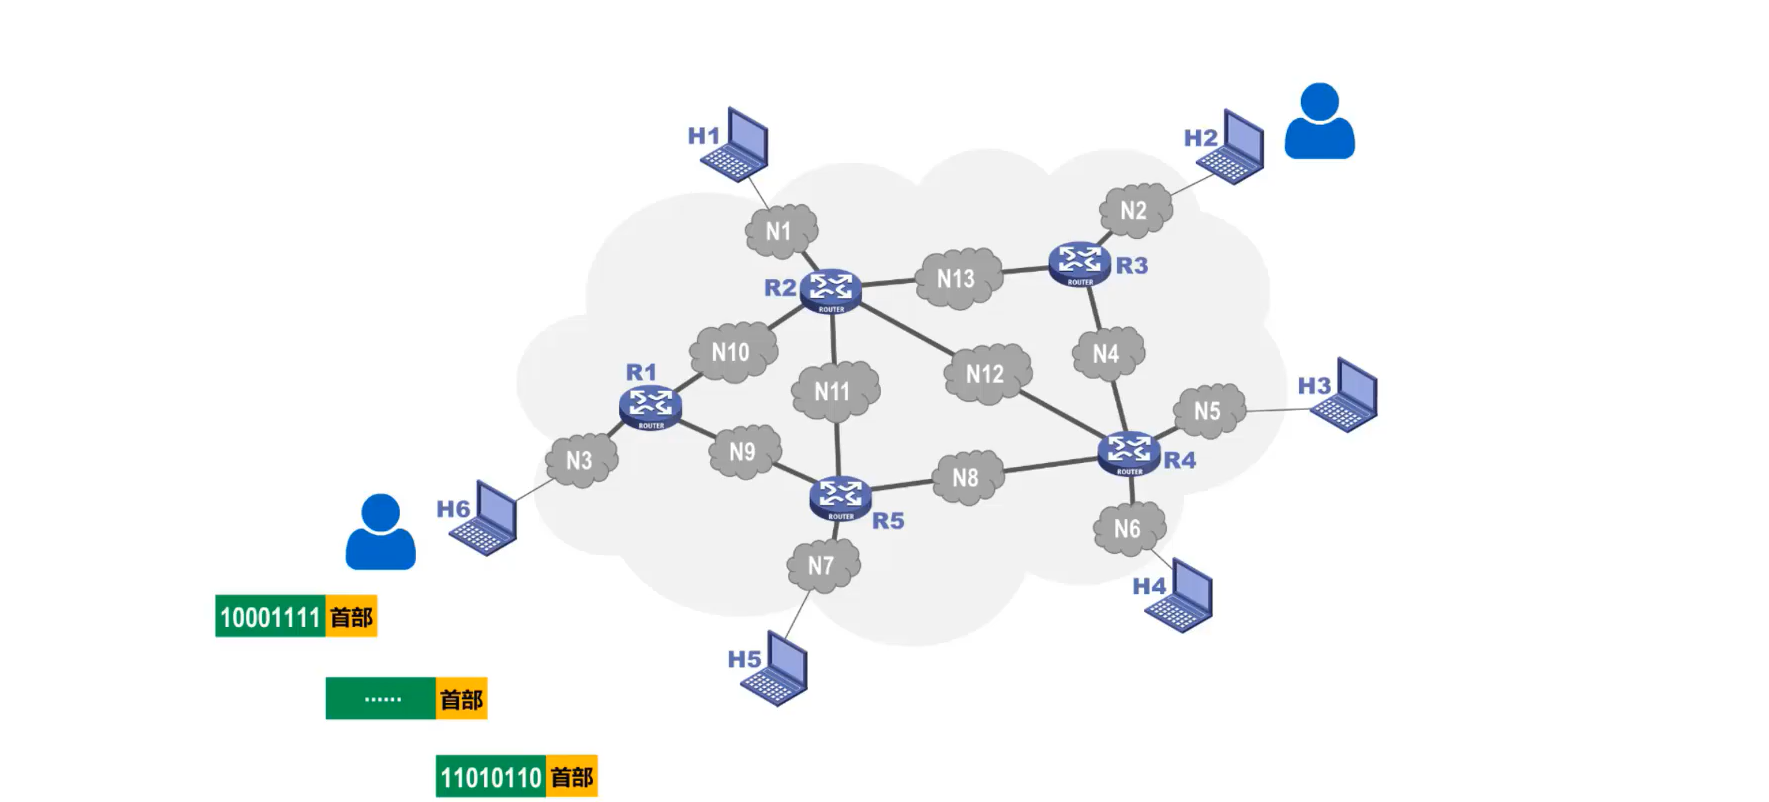 H1
H2
N2
N1
R3
N13
R2
ROUTER
ROUTER
N10
N4
R1
N12
H3
N11
N5
ROUTER
N9
N3
R4
ROUTER
N8
H6
R5
ROUTER
N6
N7
H4
10001111 首部
H5
······ 首部
11010110 首部